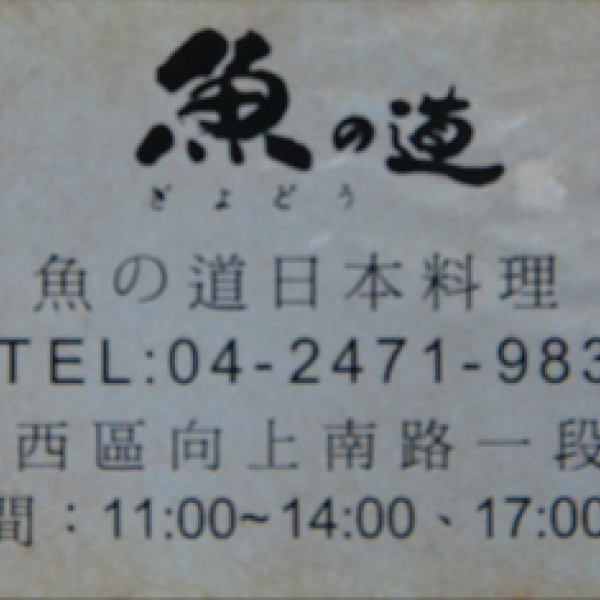 魚の道
ぎょどう
魚の道日本料理
TEL:04-2471-983
西區向上南路一段
間：11:00~14:00、17:00